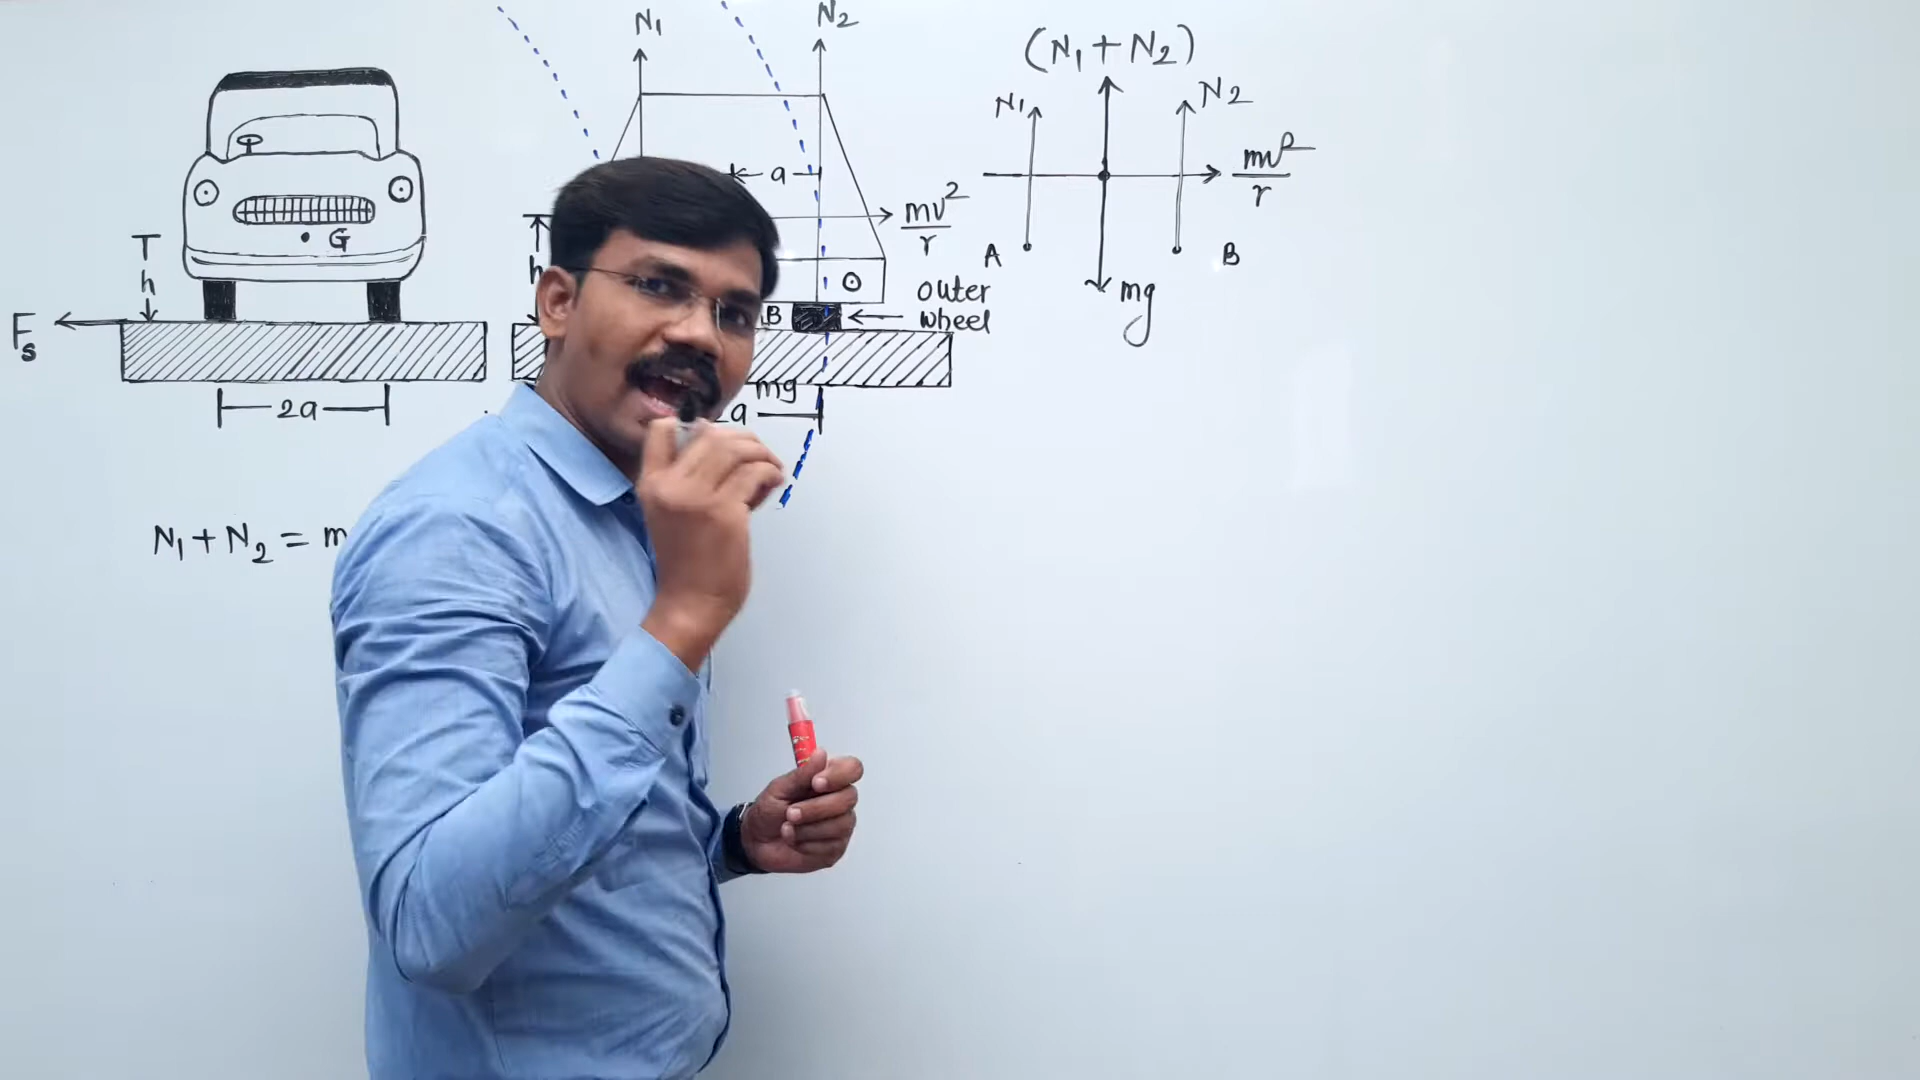 N₁
N₂
a
mv²
r
h
O
B
outer
wheel
mg
a
G
h
Fs
2a
N₁ + N₂ = m
(N₁ + N₂)
N₁
N₂
mv²
r
A
B
mg